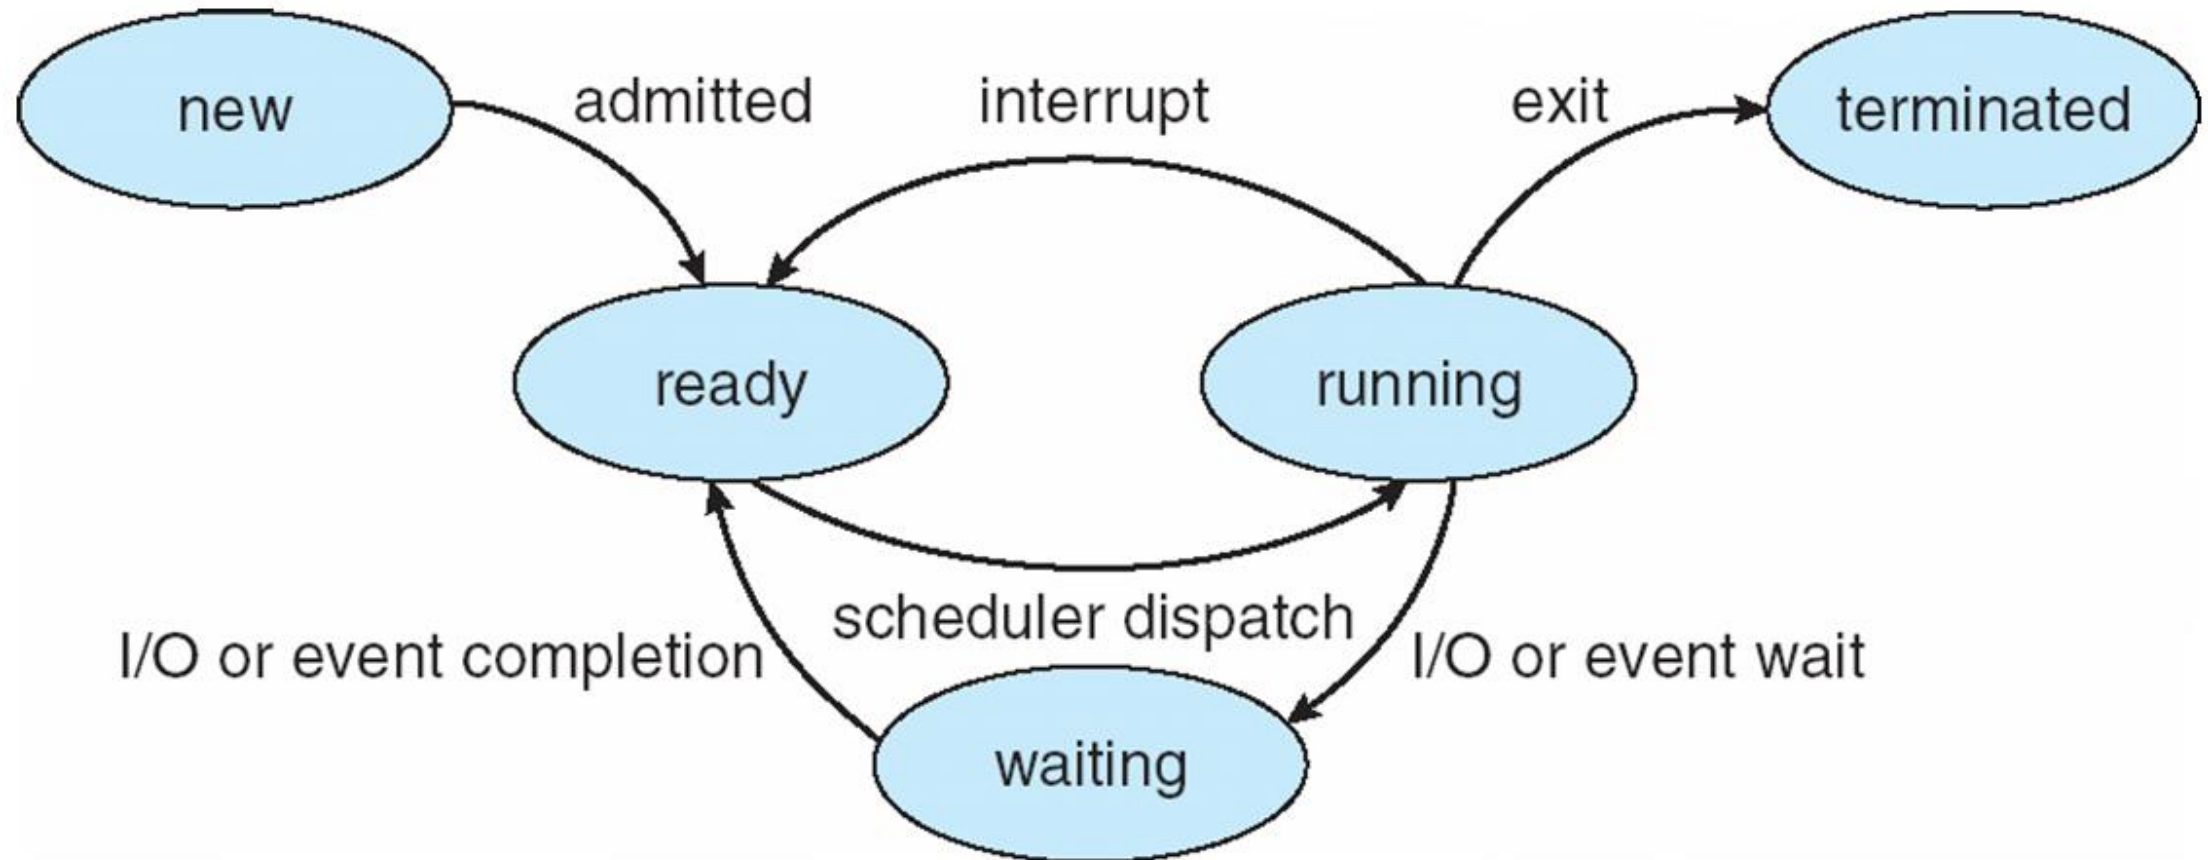 new
admitted
interrupt
exit
terminated
ready
running
scheduler dispatch
I/O or event completion
I/O or event wait
waiting